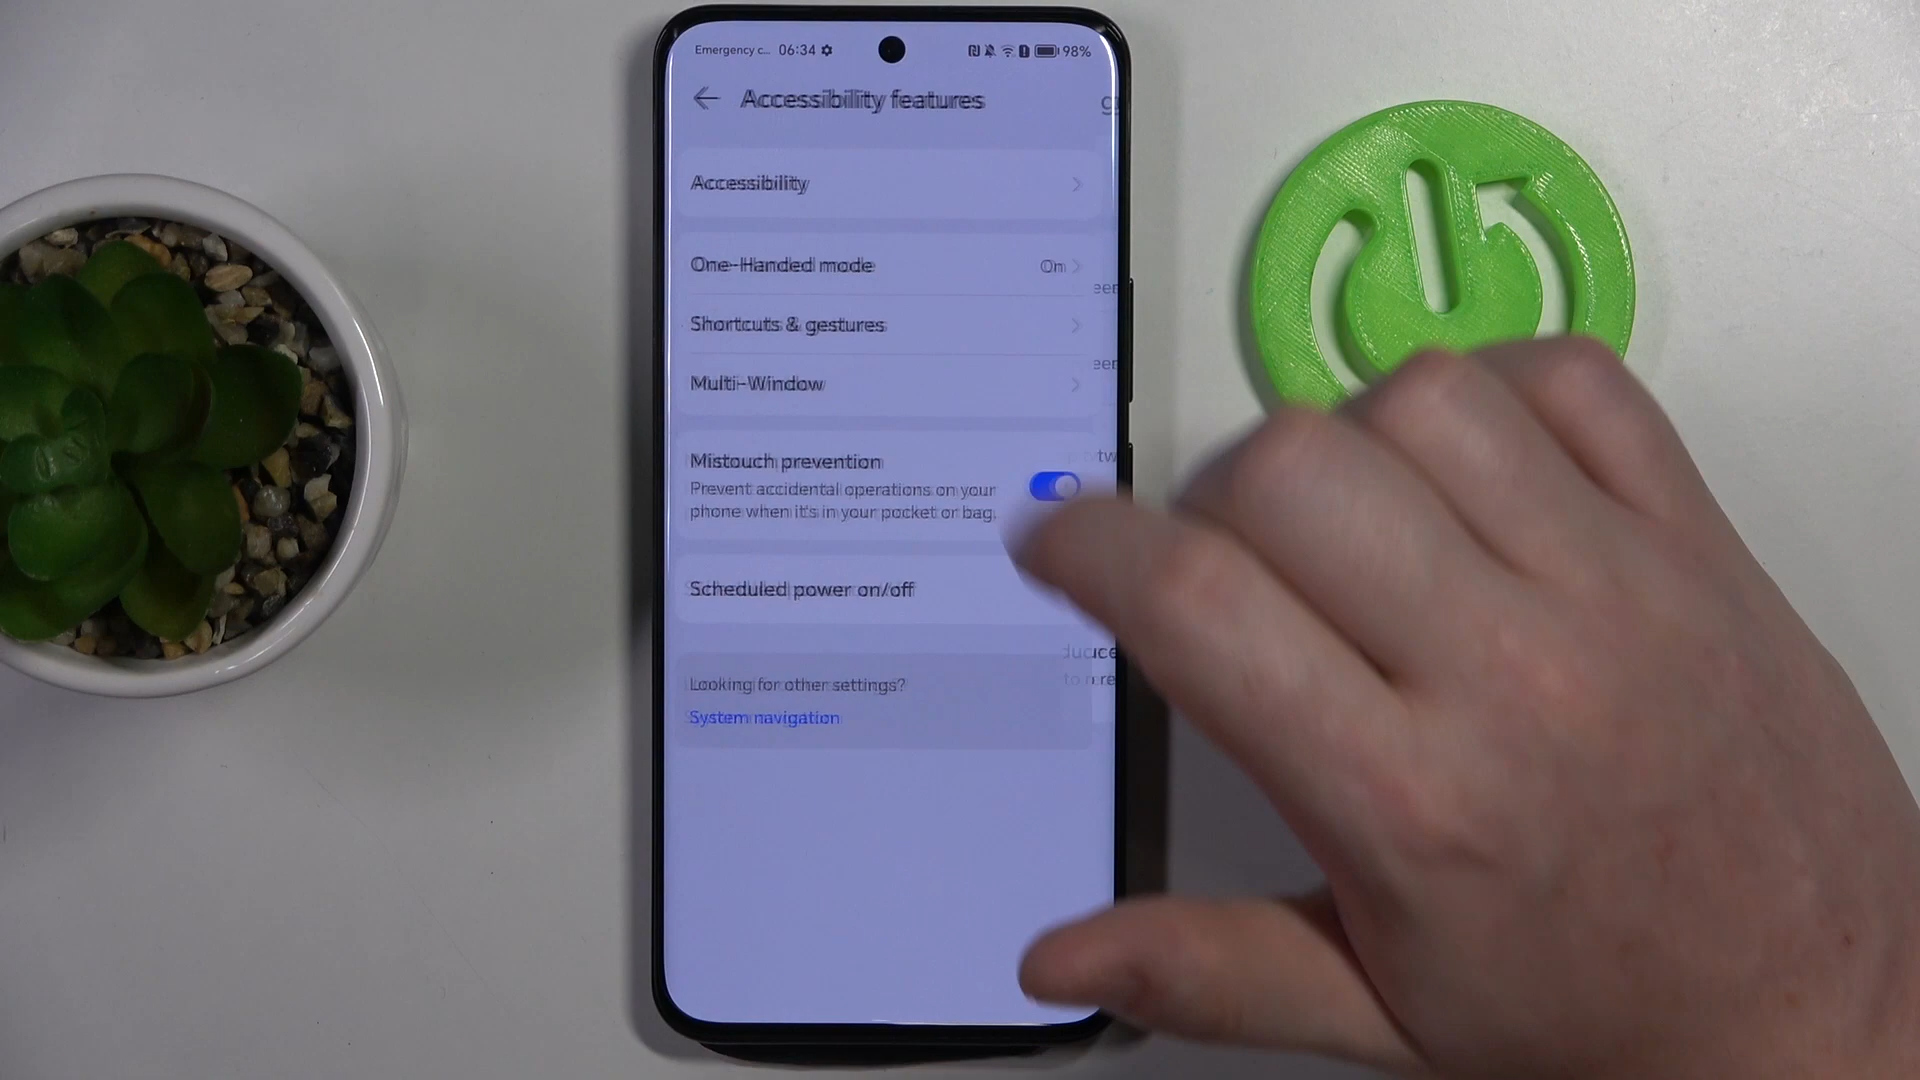 Emergency c... 06:34 98%
Accessibility features
Accessibility
One-Handed mode On
Shortcuts & gestures
Multi-Window
Mistouch prevention
Prevent accidental operations on your
phone when it's in your pocket or bag.
Scheduled power on/off
Looking for other settings?
System navigation